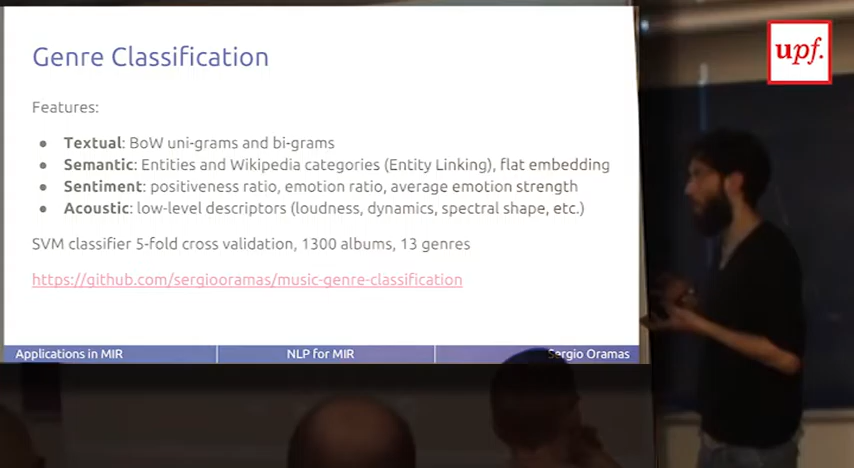 Genre Classification
upf.
Features:
● Textual: BoW uni-grams and bi-grams
● Semantic: Entities and Wikipedia categories (Entity Linking), flat embedding
● Sentiment: positiveness ratio, emotion ratio, average emotion strength
● Acoustic: low-level descriptors (loudness, dynamics, spectral shape, etc.)
SVM classifier 5-fold cross validation, 1300 albums, 13 genres
https://github.com/sergiooramas/music-genre-classification
Applications in MIR NLP for MIR Sergio Oramas